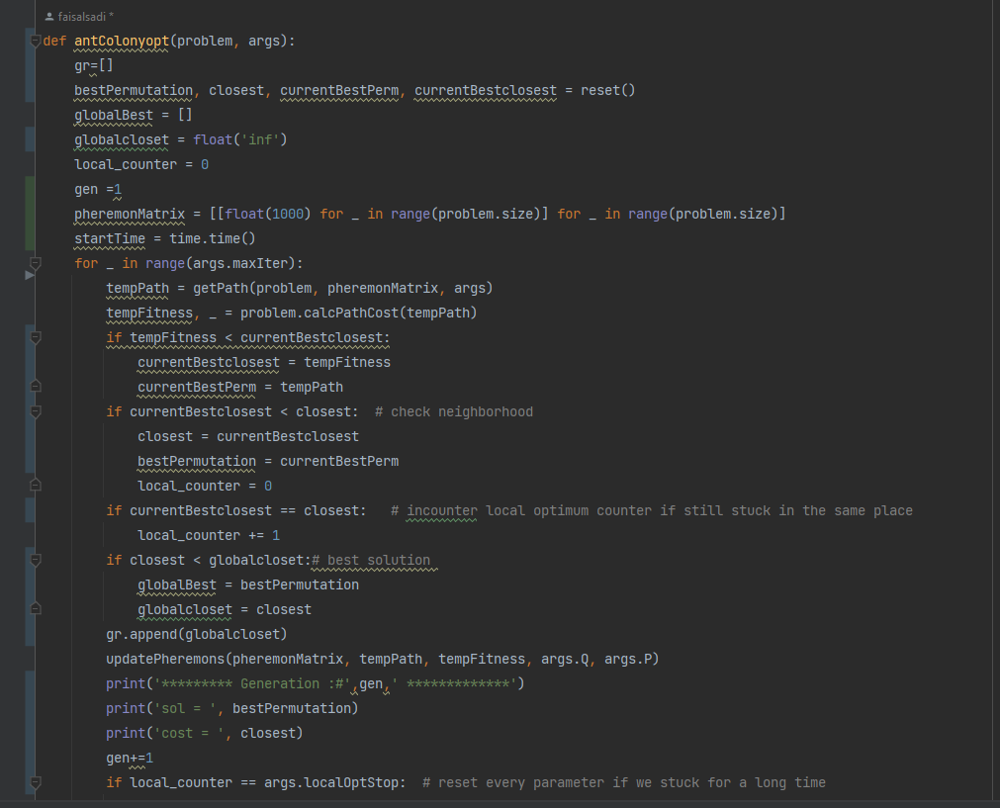 faisalsadi *
def antColonyopt(problem, args):
    gr=[]
    bestPermutation, closest, currentBestPerm, currentBestclosest = reset()
    globalBest = []
    globalcloset = float('inf')
    local_counter = 0
    gen =1
    pheremonMatrix = [[float(1000) for _ in range(problem.size)] for _ in range(problem.size)]
    startTime = time.time()
    for _ in range(args.maxIter):
        tempPath = getPath(problem, pheremonMatrix, args)
        tempFitness, _ = problem.calcPathCost(tempPath)
        if tempFitness < currentBestclosest:
            currentBestclosest = tempFitness
            currentBestPerm = tempPath
        if currentBestclosest < closest:  # check neighborhood
            closest = currentBestclosest
            bestPermutation = currentBestPerm
            local_counter = 0
        if currentBestclosest == closest:   # incounter local optimum counter if still stuck in the same place
            local_counter += 1
        if closest < globalcloset:# best solution
            globalBest = bestPermutation
            globalcloset = closest
        gr.append(globalcloset)
        updatePheremons(pheremonMatrix, tempPath, tempFitness, args.Q, args.P)
        print('********* Generation :#',gen,' *************')
        print('sol = ', bestPermutation)
        print('cost = ', closest)
        gen+=1
        if local_counter == args.localOptStop:  # reset every parameter if we stuck for a long time